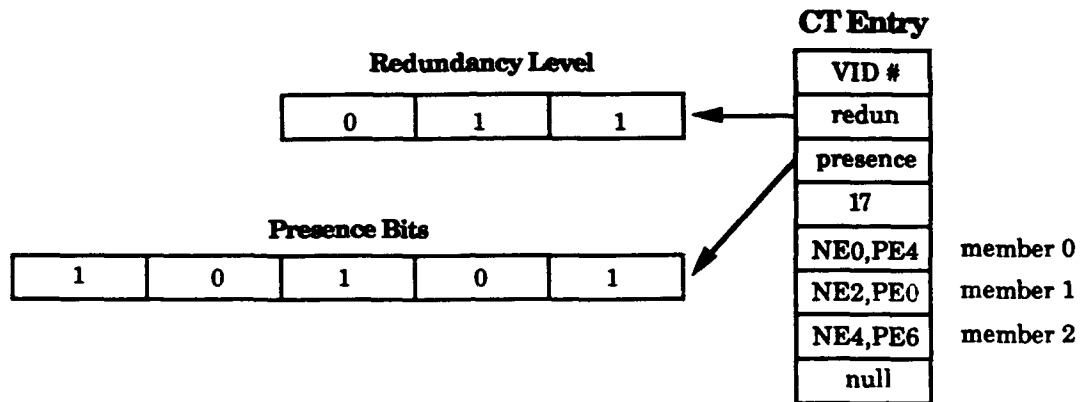 CT Entry
Redundancy Level
0 1 1
VID #
redun
presence
17
Presence Bits
1 0 1 0 1
NE0,PE4 member 0
NE2,PE0 member 1
NE4,PE6 member 2
null